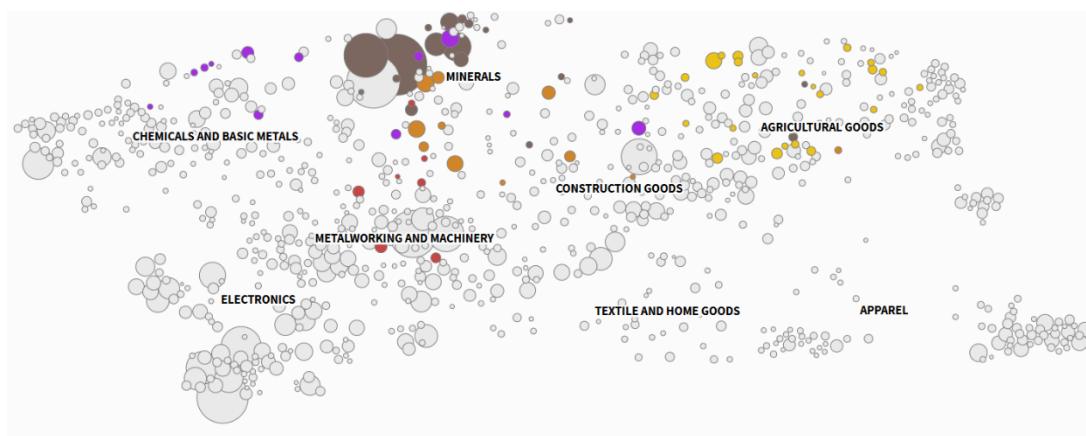 MINERALS
AGRICULTURAL GOODS
CHEMICALS AND BASIC METALS
CONSTRUCTION GOODS
METALWORKING AND MACHINERY
ELECTRONICS
TEXTILE AND HOME GOODS
APPAREL